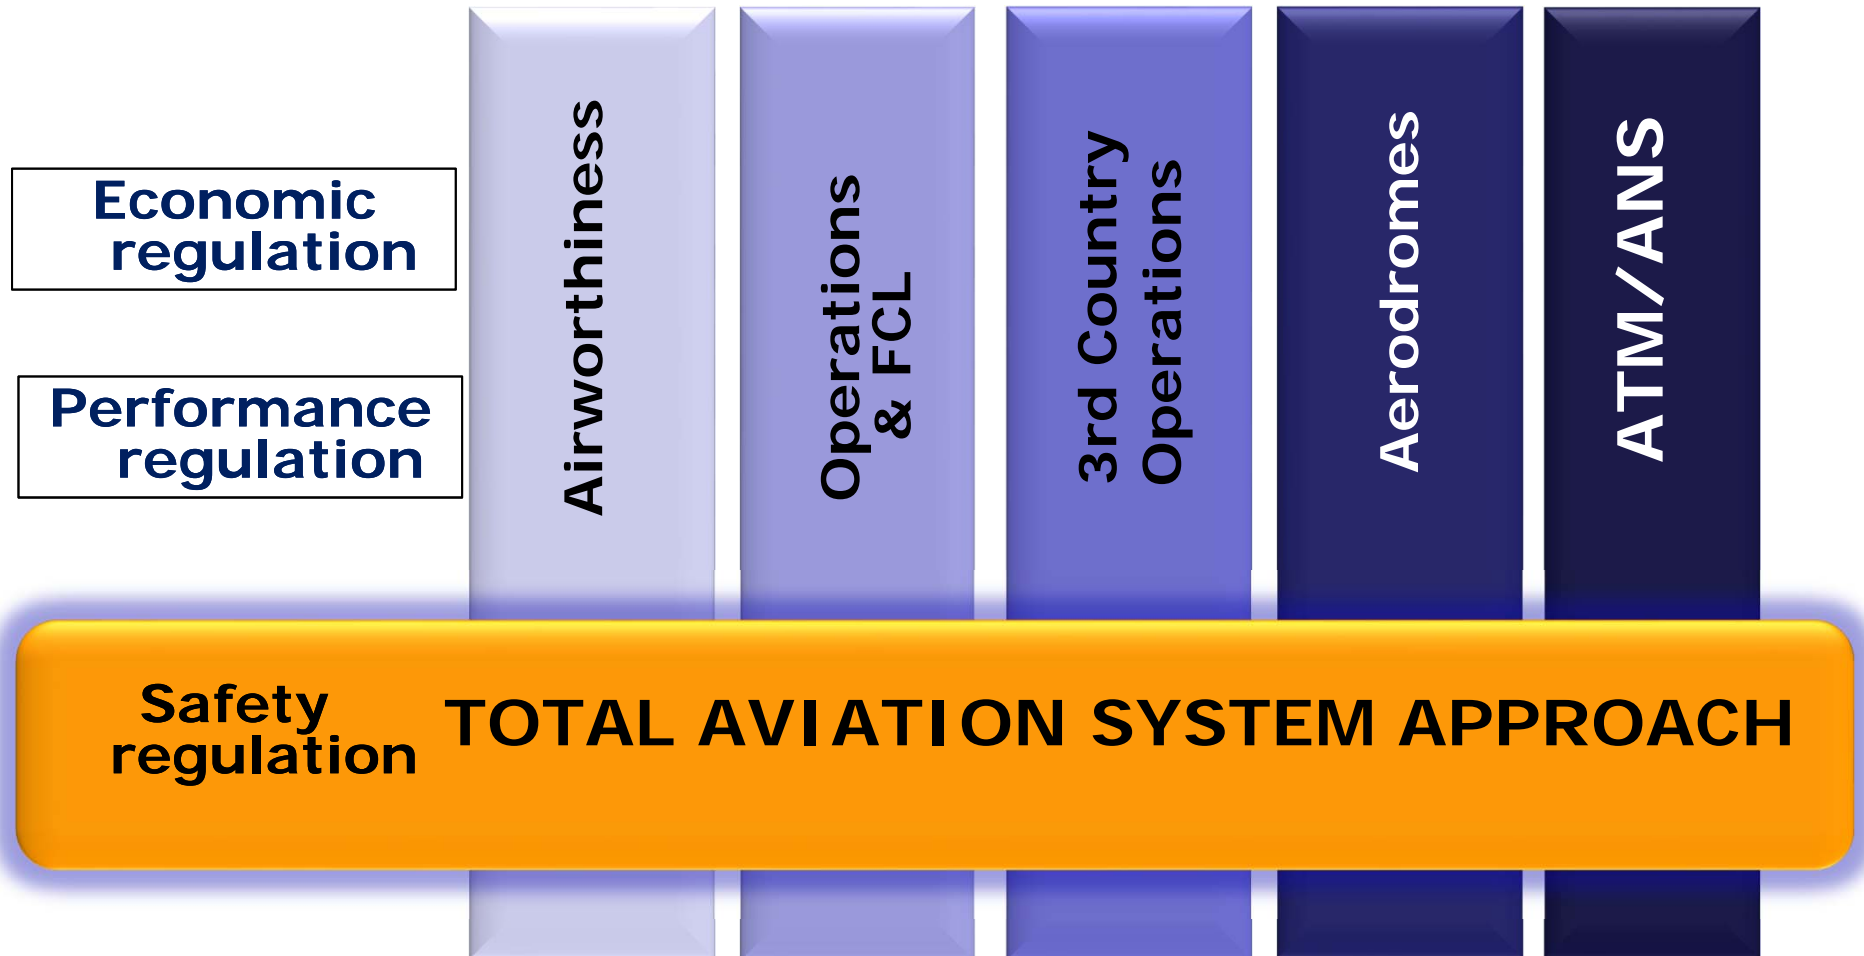 Economic
regulation
Performance
regulation
Airworthiness
Operations
& FCL
3rd Country
Operations
Aerodromes
ATM/ANS
Safety
regulation
TOTAL AVIATION SYSTEM APPROACH